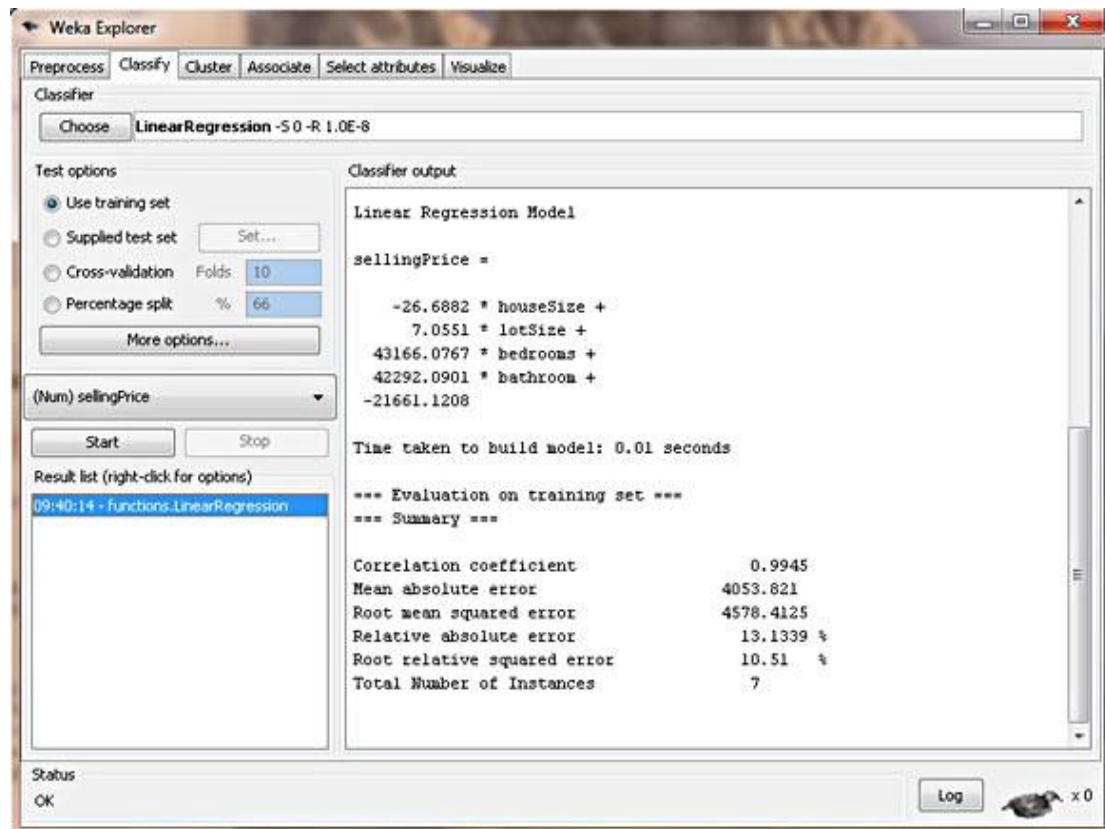 Weka Explorer
Preprocess Classify Cluster Associate Select attributes Visualize
Classifier
Choose LinearRegression -S 0 -R 1.0E-8
Test options
Use training set
Supplied test set Set...
Cross-validation Folds 10
Percentage split % 66
More options...
(Num) sellingPrice
Start Stop
Result list (right-click for options)
09:40:14 - functions.LinearRegression
Classifier output
Linear Regression Model
sellingPrice =
-26.6882 * houseSize +
7.0551 * lotSize +
43166.0767 * bedrooms +
42292.0901 * bathroom +
-21661.1208
Time taken to build model: 0.01 seconds
=== Evaluation on training set ===
=== Summary ===
Correlation coefficient 0.9945
Mean absolute error 4053.821
Root mean squared error 4578.4125
Relative absolute error 13.1339 %
Root relative squared error 10.51 %
Total Number of Instances 7
Status
OK
Log
x 0